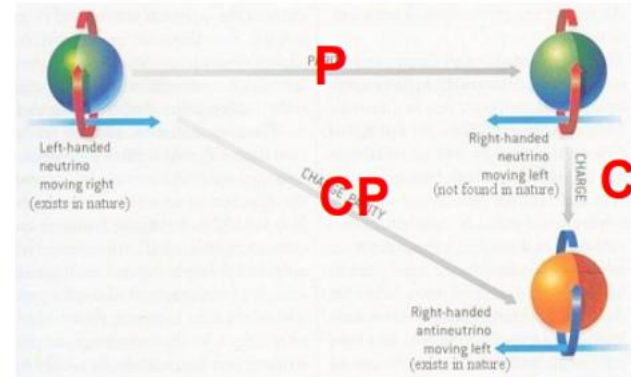 P
Left-handed
neutrino
moving right
(exists in nature)
Right-handed
neutrino
moving left
(not found in nature)
CHARGE
C
CP
CHARGE PARITY
Right-handed
antineutrino
moving left
(exists in nature)